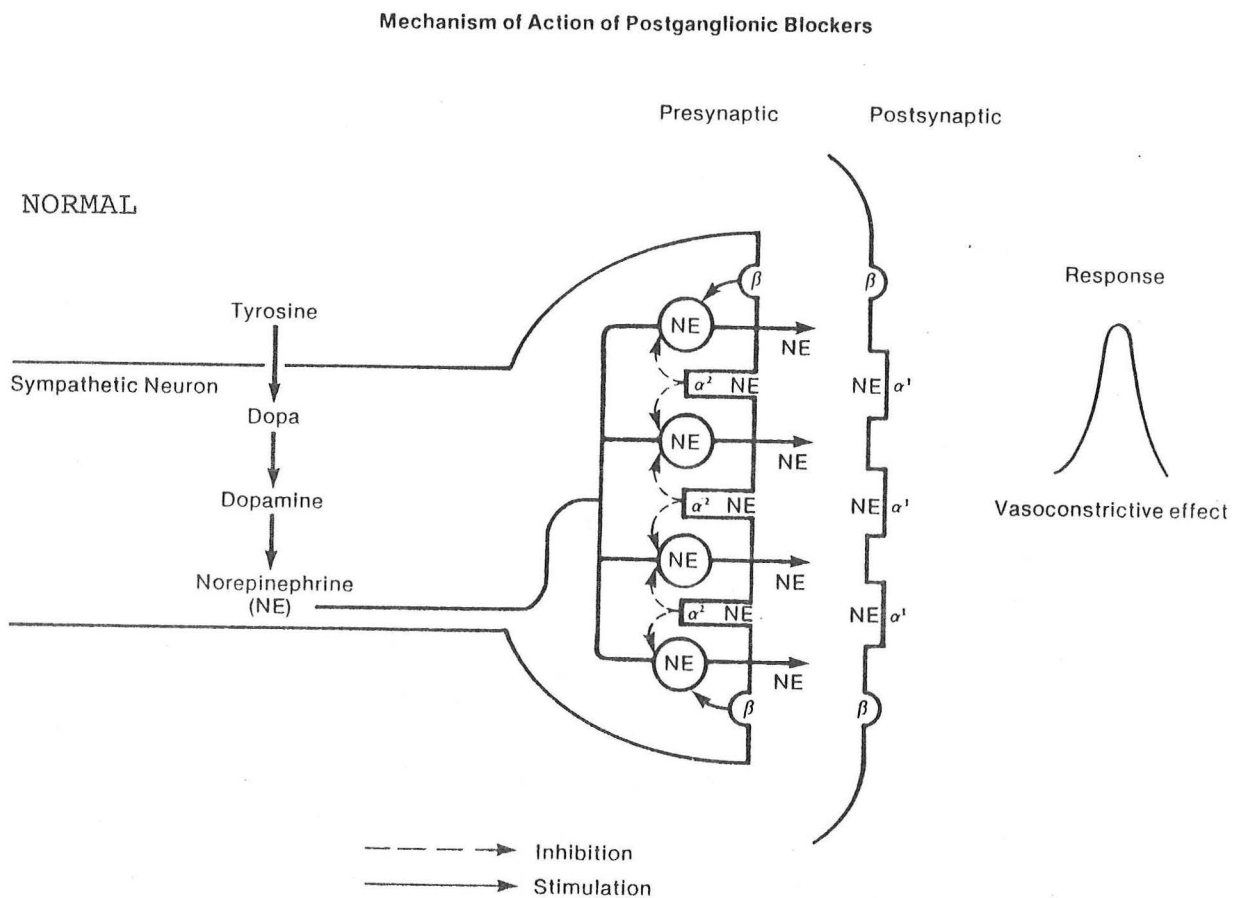 Mechanism of Action of Postganglionic Blockers
Presynaptic
Postsynaptic
NORMAL
Tyrosine
Sympathetic Neuron
Dopa
Dopamine
Norepinephrine
(NE)
β
NE
NE
α² NE
NE
NE
α² NE
NE
NE
α² NE
NE
NE
β
β
NE α¹
NE α¹
NE α¹
β
Response
Vasoconstrictive effect
Inhibition
Stimulation